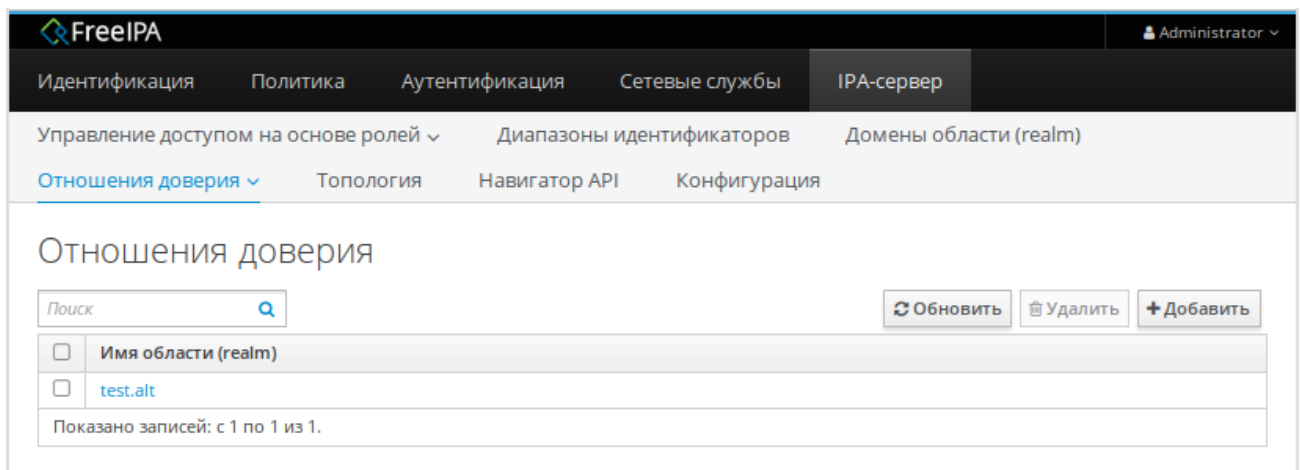 FreeIPA
Administrator
Идентификация Политика Аутентификация Сетевые службы IPA-сервер
Управление доступом на основе ролей Диапазоны идентификаторов Домены области (realm)
Отношения доверия Топология Навигатор API Конфигурация
Отношения доверия
Поиск Обновить Удалить +Добавить
Имя области (realm)
test.alt
Показано записей: с 1 по 1 из 1.